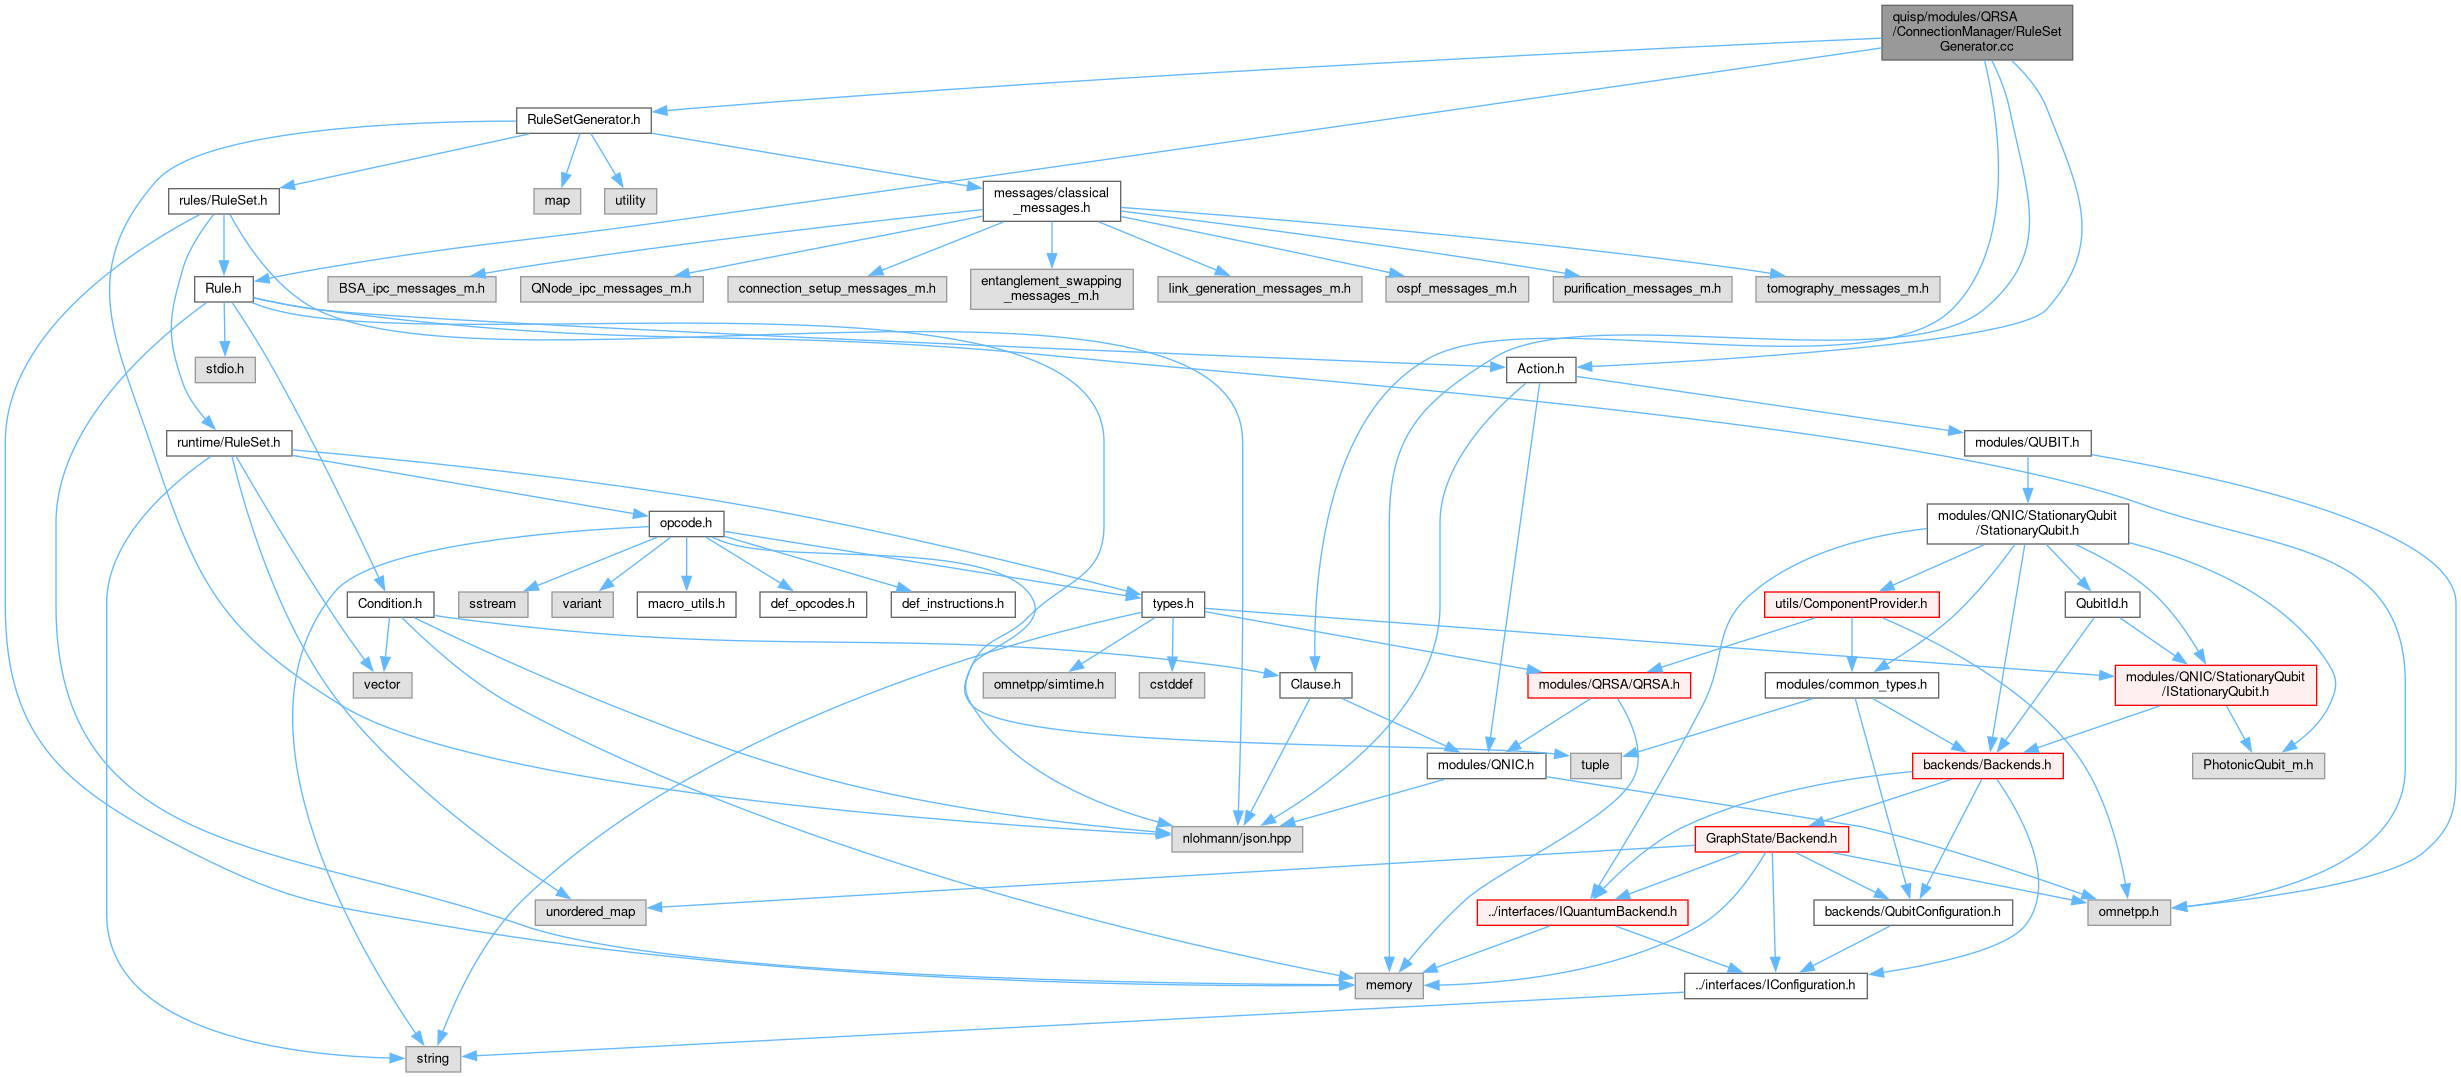 quisp/modules/QRSA
/ConnectionManager/RuleSet
Generator.cc
RuleSetGenerator.h
rules/RuleSet.h
map
utility
messages/classical
_messages.h
Rule.h
BSA_ipc_messages_m.h
QNode_ipc_messages_m.h
connection_setup_messages_m.h
entanglement_swapping
_messages_m.h
link_generation_messages_m.h
ospf_messages_m.h
purification_messages_m.h
tomography_messages_m.h
stdio.h
Action.h
runtime/RuleSet.h
modules/QUBIT.h
opcode.h
modules/QNIC/StationaryQubit
/StationaryQubit.h
Condition.h
sstream
variant
macro_utils.h
def_opcodes.h
def_instructions.h
types.h
utils/ComponentProvider.h
QubitId.h
vector
omnetpp/simtime.h
cstddef
Clause.h
modules/QRSA/QRSA.h
modules/common_types.h
modules/QNIC/StationaryQubit
/IStationaryQubit.h
modules/QNIC.h
tuple
backends/Backends.h
PhotonicQubit_m.h
nlohmann/json.hpp
GraphState/Backend.h
unordered_map
../interfaces/IQuantumBackend.h
backends/QubitConfiguration.h
omnetpp.h
memory
../interfaces/IConfiguration.h
string